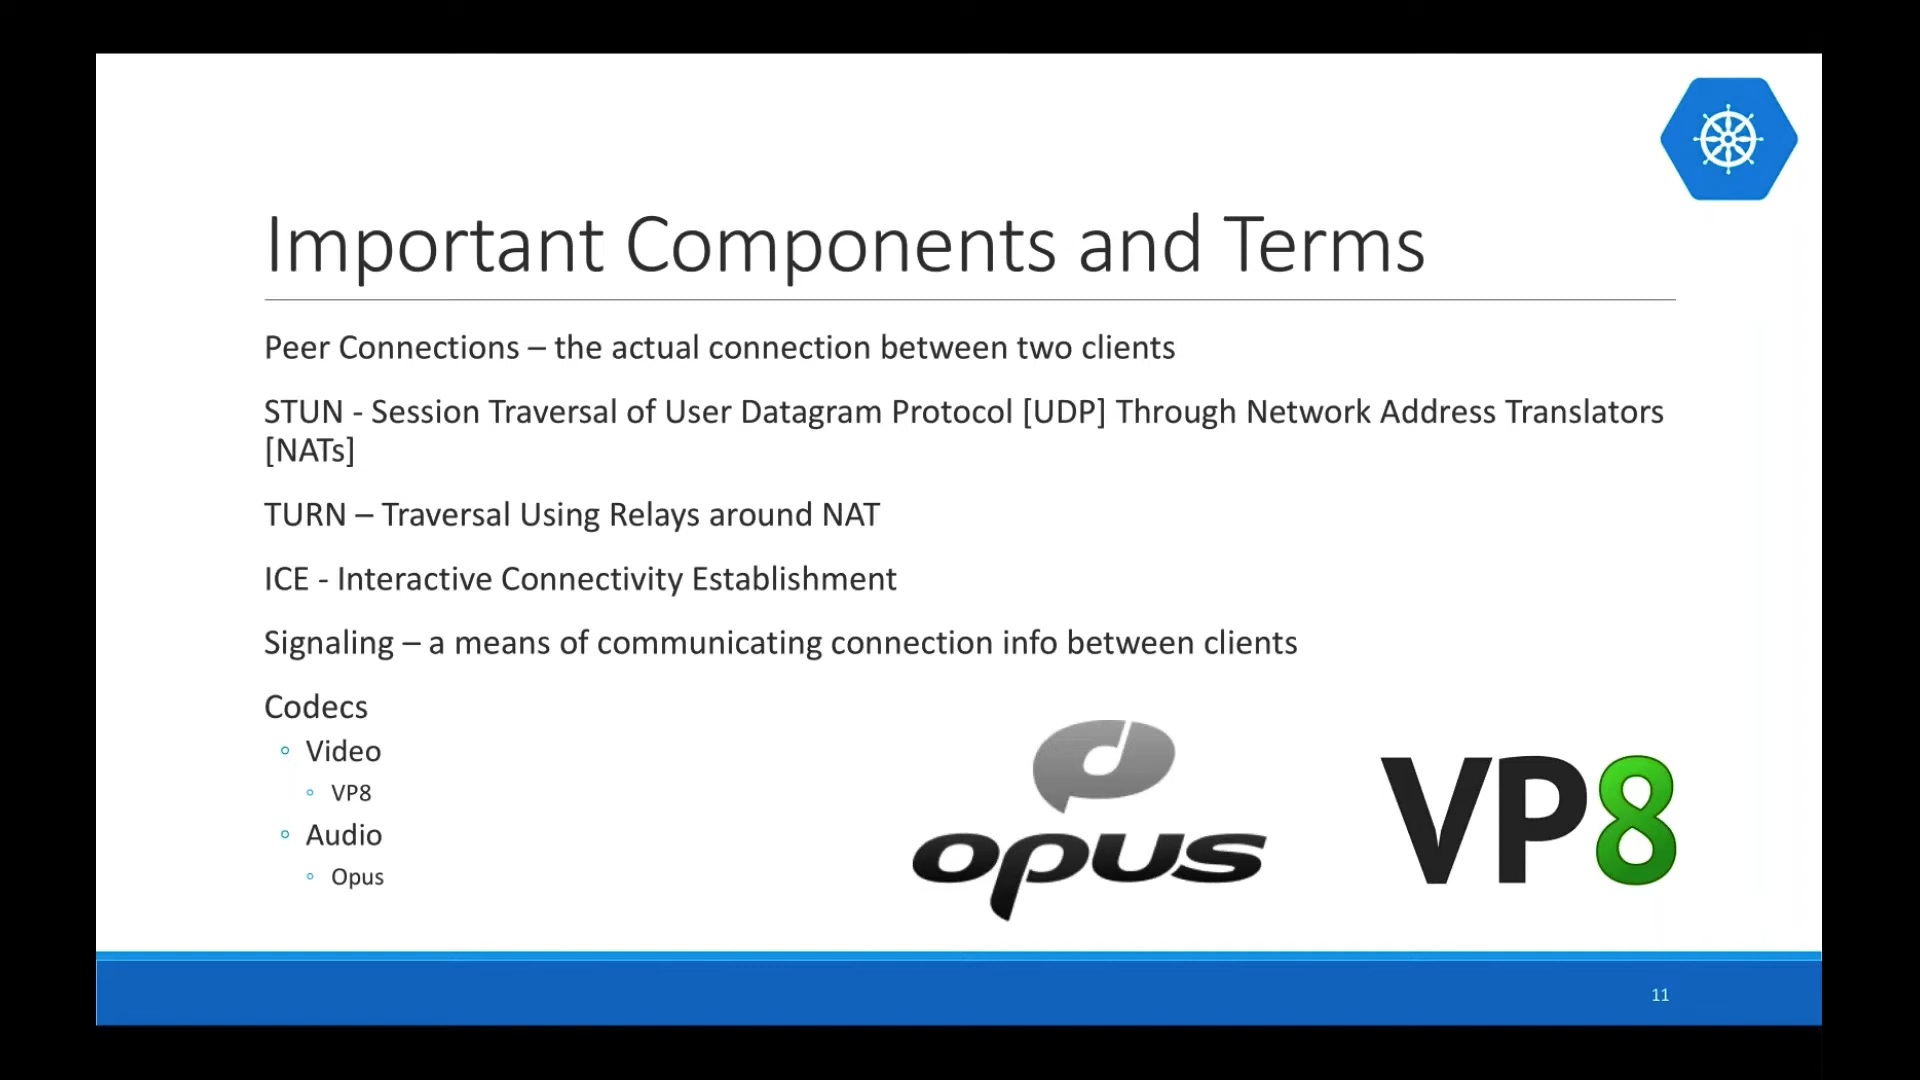 Important Components and Terms
Peer Connections – the actual connection between two clients
STUN - Session Traversal of User Datagram Protocol [UDP] Through Network Address Translators
[NATs]
TURN – Traversal Using Relays around NAT
ICE - Interactive Connectivity Establishment
Signaling – a means of communicating connection info between clients
Codecs
Video
VP8
Audio
Opus
opus
VP8
11